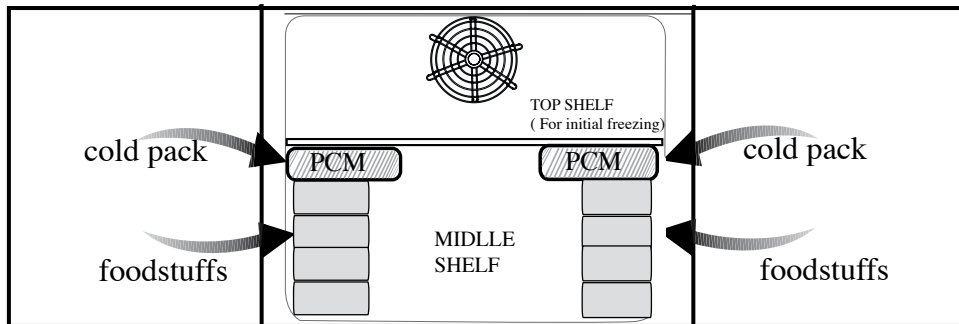 TOP SHELF
( For initial freezing)
cold pack
PCM
PCM
cold pack
MIDLLE
SHELF
foodstuffs
foodstuffs